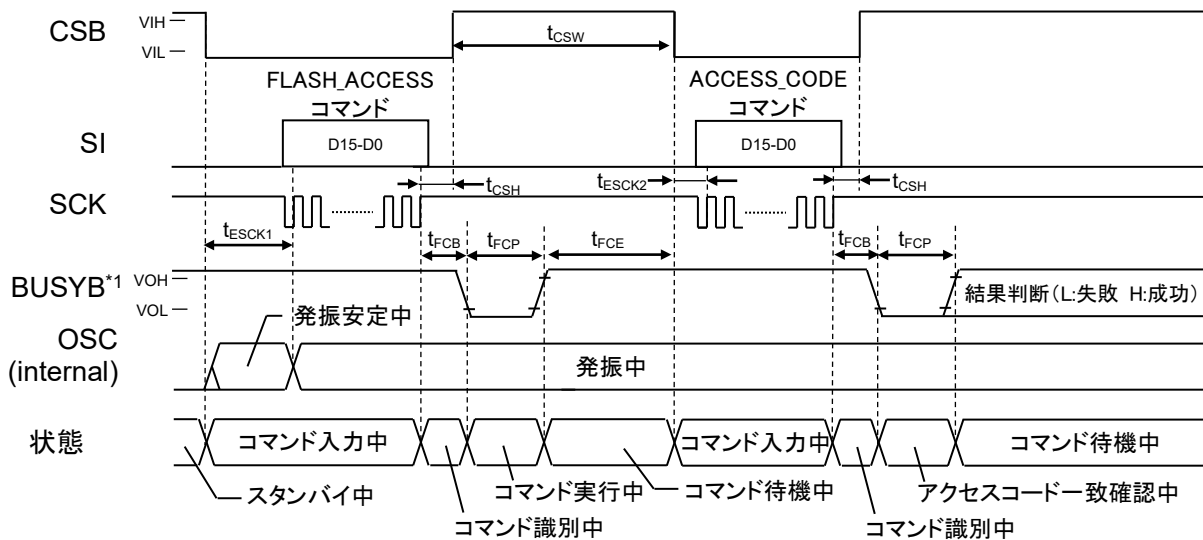 CSB
VIH
VIL
tCSW
FLASH_ACCESS
コマンド
ACCESS_CODE
コマンド
SI
D15-D0
D15-D0
SCK
tCSH
tESCK2
tCSH
tESCK1
tFCB
tFCP
tFCE
tFCB
tFCP
BUSYB*1
VOH
VOL
結果判断(L:失敗 H:成功)
発振安定中
OSC
(internal)
発振中
状態
コマンド入力中
コマンド入力中
コマンド待機中
スタンバイ中
コマンド実行中
コマンド待機中
アクセスコード一致確認中
コマンド識別中
コマンド識別中